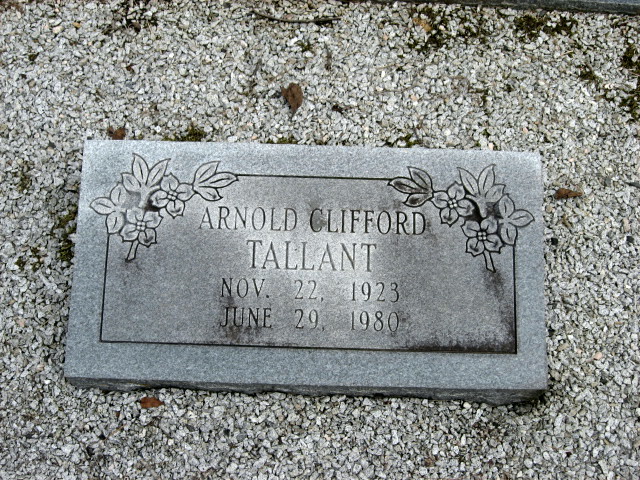 ARNOLD CLIFFORD
TALLANT
NOV. 22, 1923
JUNE 29, 1980